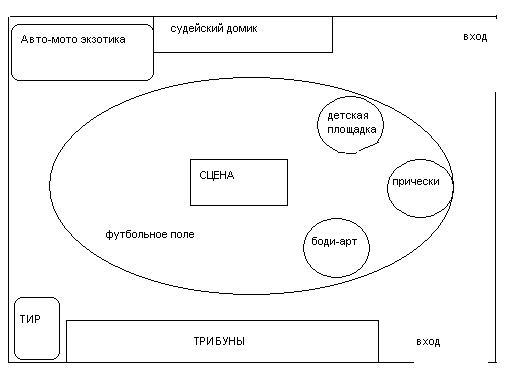 судейский домик
Авто-мото экзотика
вход
детская
площадка
СЦЕНА
прически
футбольное поле
боди-арт
ТИР
ТРИБУНЫ
вход